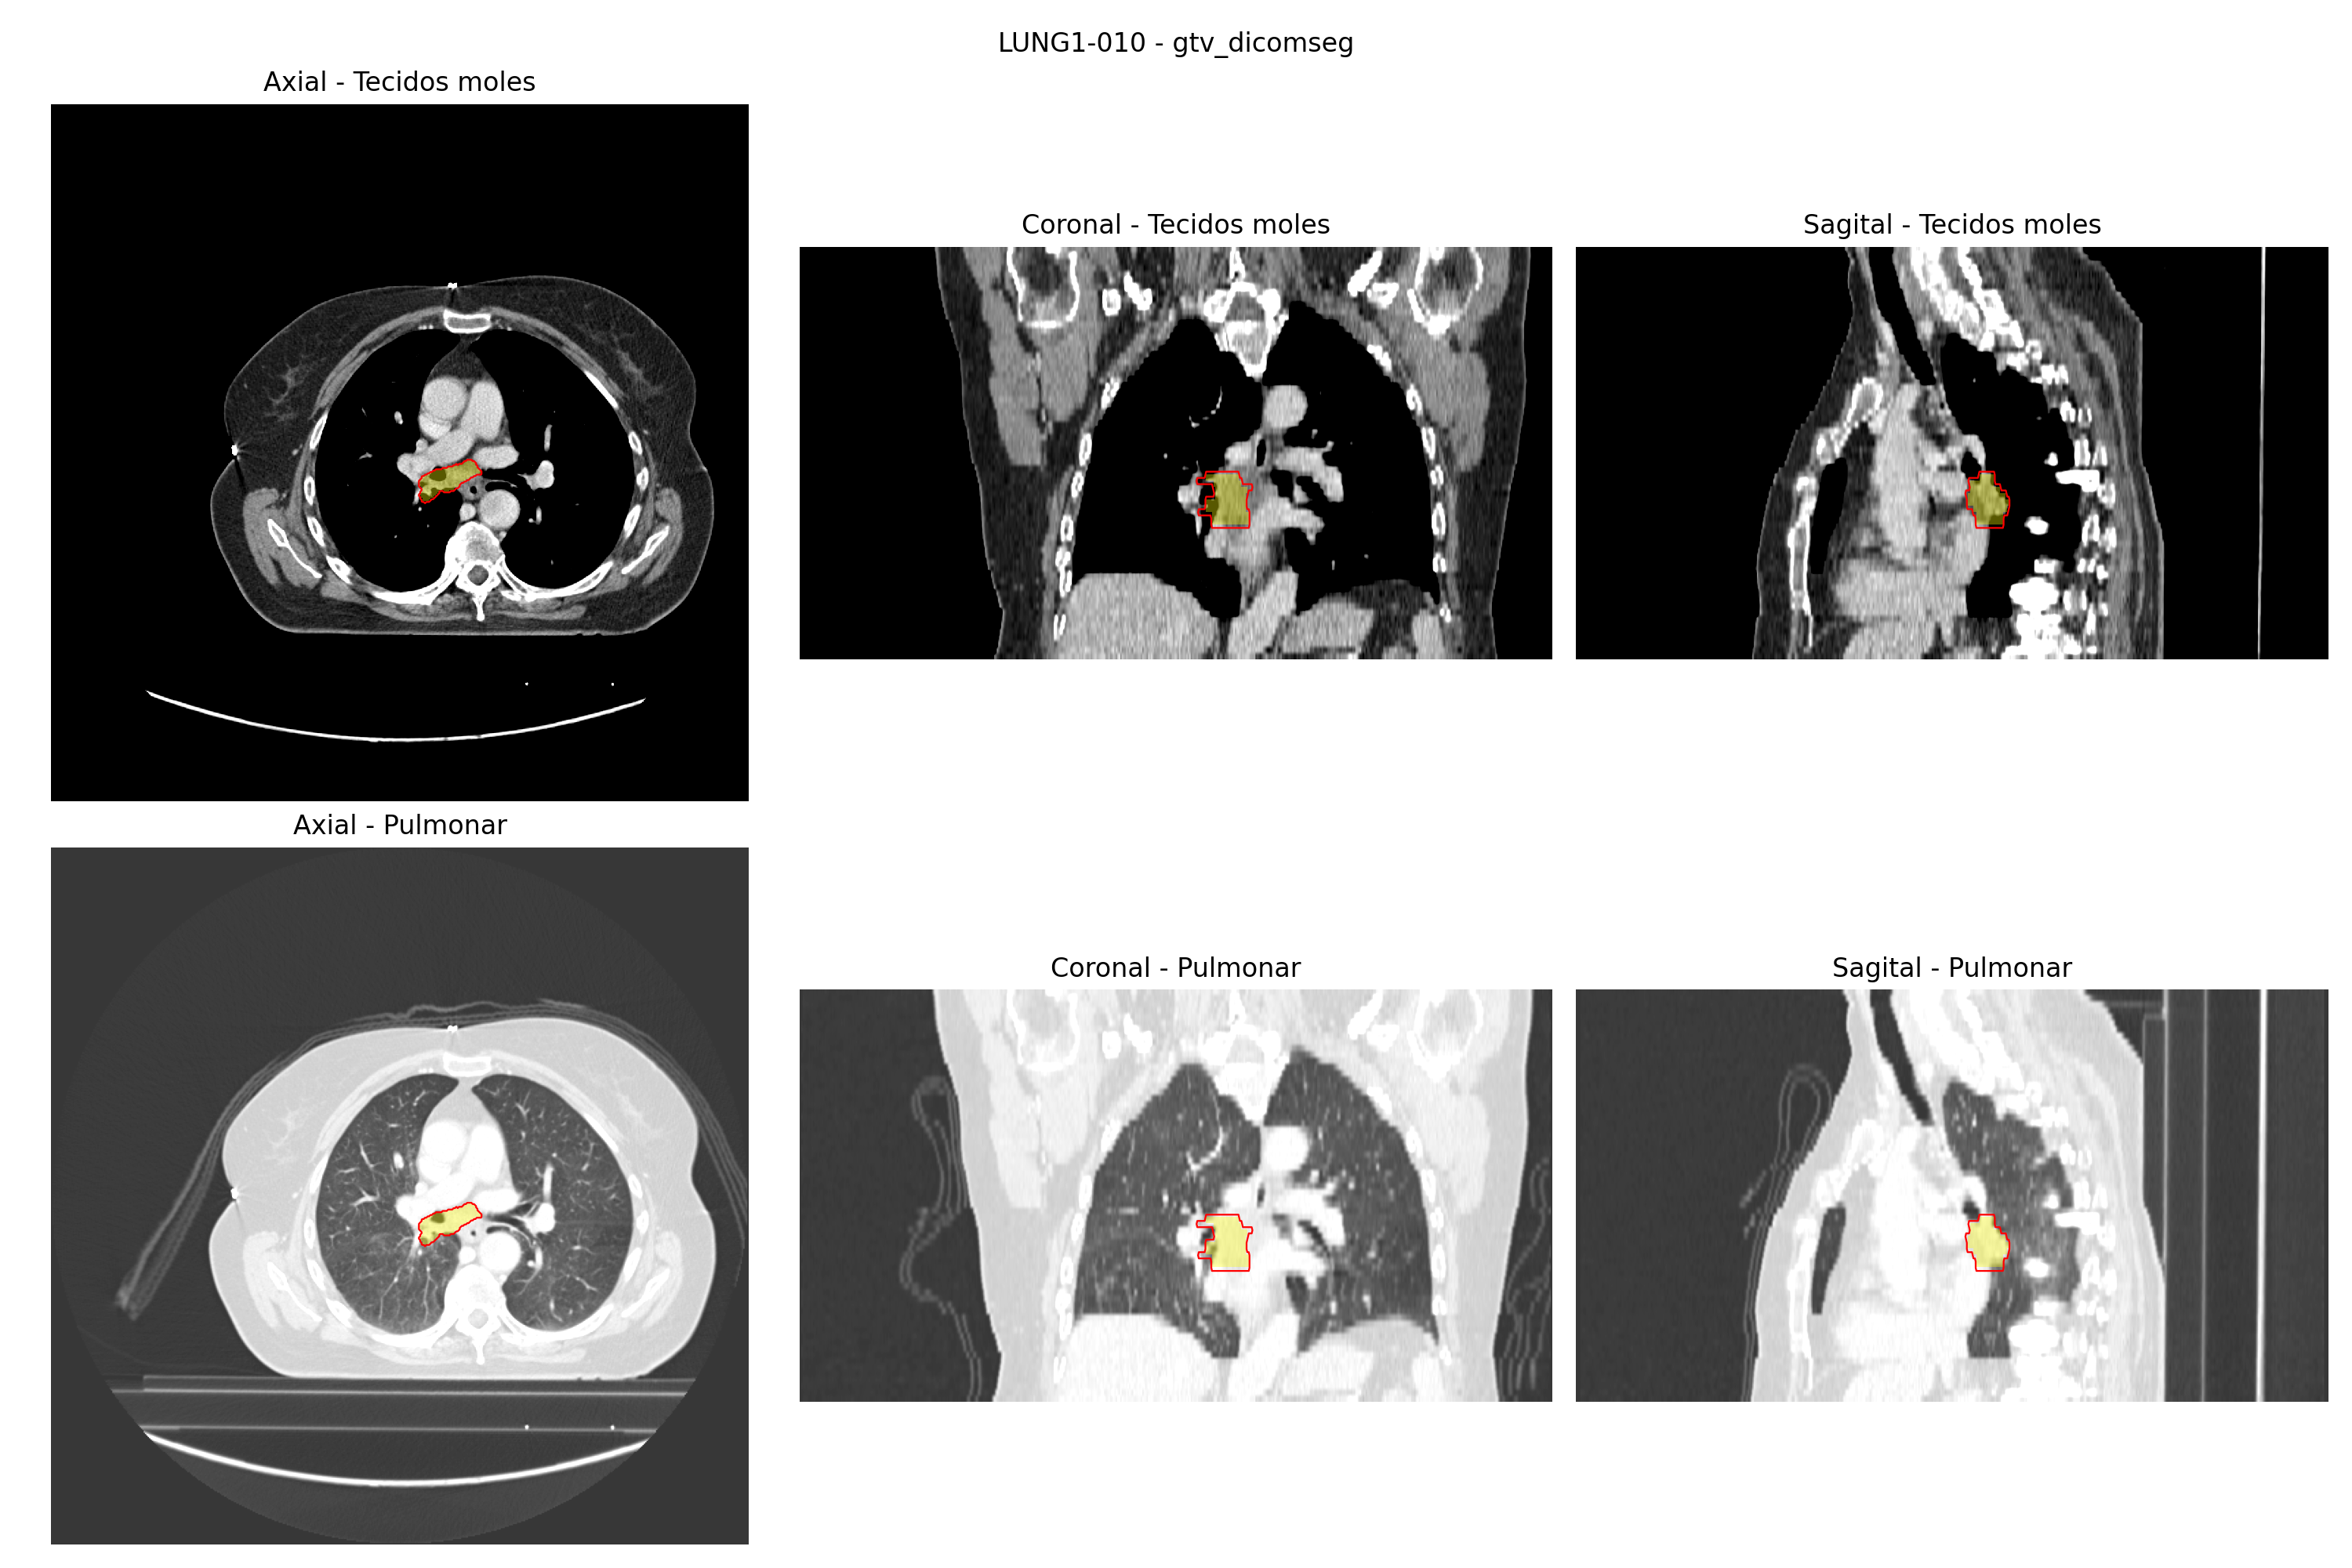 LUNG1-010 - gtv_dicomseg
Axial - Tecidos moles
Coronal - Tecidos moles
Sagital - Tecidos moles
Axial - Pulmonar
Coronal - Pulmonar
Sagital - Pulmonar